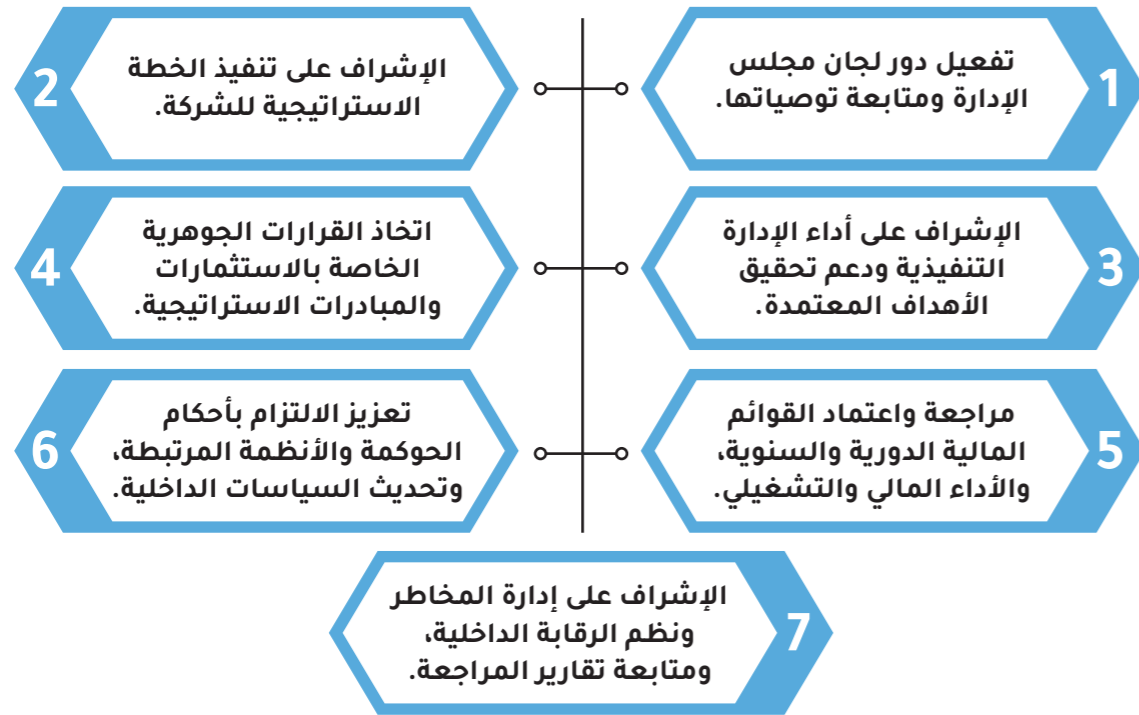 1
تفعيل دور لجان مجلس
الإدارة ومتابعة توصياتها.
2
الإشراف على تنفيذ الخطة
الاستراتيجية للشركة.
3
الإشراف على أداء الإدارة
التنفيذية ودعم تحقيق
الأهداف المعتمدة.
4
اتخاذ القرارات الجوهرية
الخاصة بالاستثمارات
والمبادرات الاستراتيجية.
5
مراجعة واعتماد القوائم
المالية الدورية والسنوية،
والأداء المالي والتشغيلي.
6
تعزيز الالتزام بأحكام
الحوكمة والأنظمة المرتبطة،
وتحديث السياسات الداخلية.
7
الإشراف على إدارة المخاطر
ونظم الرقابة الداخلية،
ومتابعة تقارير المراجعة.